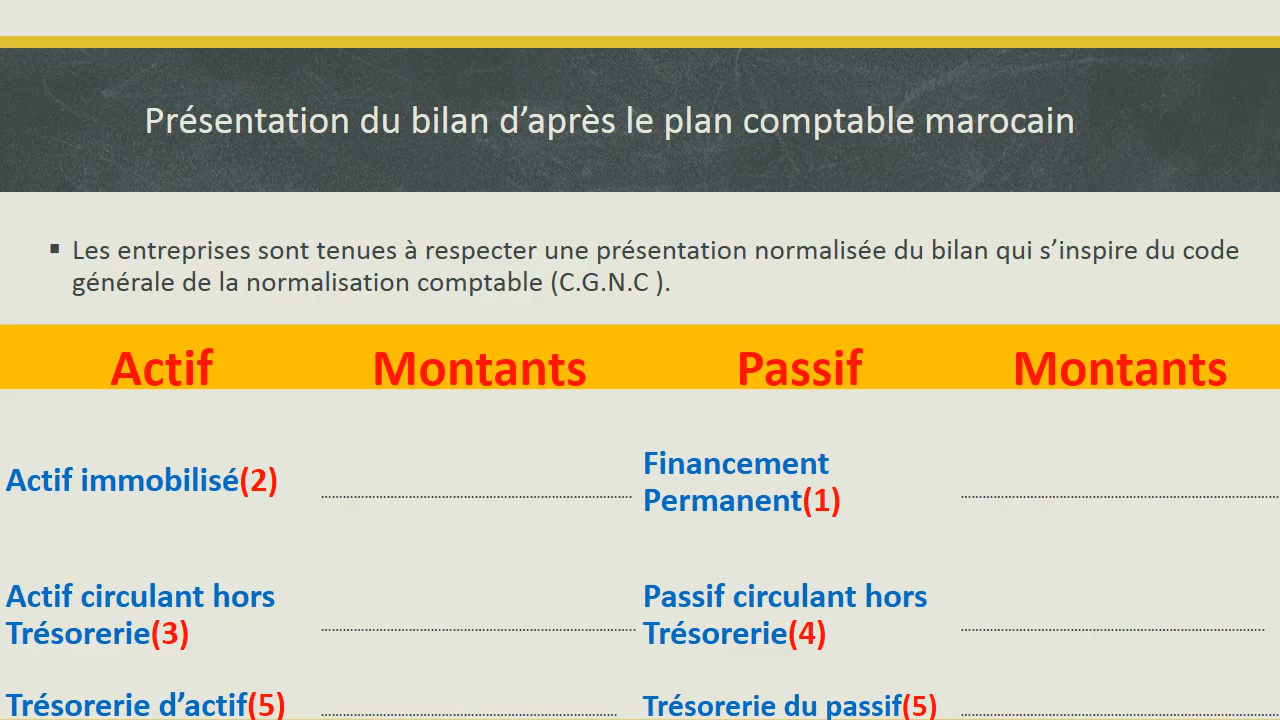 Présentation du bilan d’après le plan comptable marocain
▪ Les entreprises sont tenues à respecter une présentation normalisée du bilan qui s’inspire du code
générale de la normalisation comptable (C.G.N.C ).
Actif Montants Passif Montants
Actif immobilisé(2)
Financement
Permanent(1)
Actif circulant hors
Trésorerie(3)
Passif circulant hors
Trésorerie(4)
Trésorerie d’actif(5)
Trésorerie du passif(5)